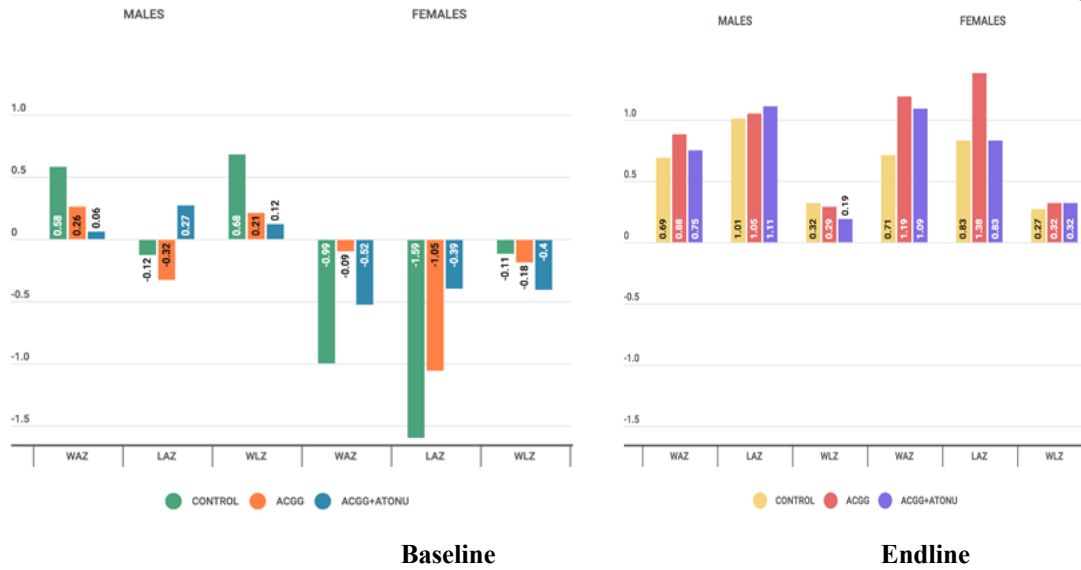 MALES FEMALES
1.0
0.5
0
-0.5
-1.0
-1.5
0.58 0.26 0.06
-0.12 -0.32 0.27
0.68 0.21 0.12
-0.99 -0.09 -0.52
-1.59 -1.05 -0.39
-0.11 -0.18 -0.4
WAZ LAZ WLZ WAZ LAZ WLZ
CONTROL ACGG ACGG+ATONU
Baseline
MALES FEMALES
1.0
0.5
0
-0.5
-1.0
-1.5
0.69 0.88 0.75
1.01 1.05 1.11
0.32 0.29 0.19
0.71 1.19 1.09
0.83 1.38 0.83
0.27 0.32 0.32
WAZ LAZ WLZ WAZ LAZ WLZ
CONTROL ACGG ACGG+ATONU
Endline